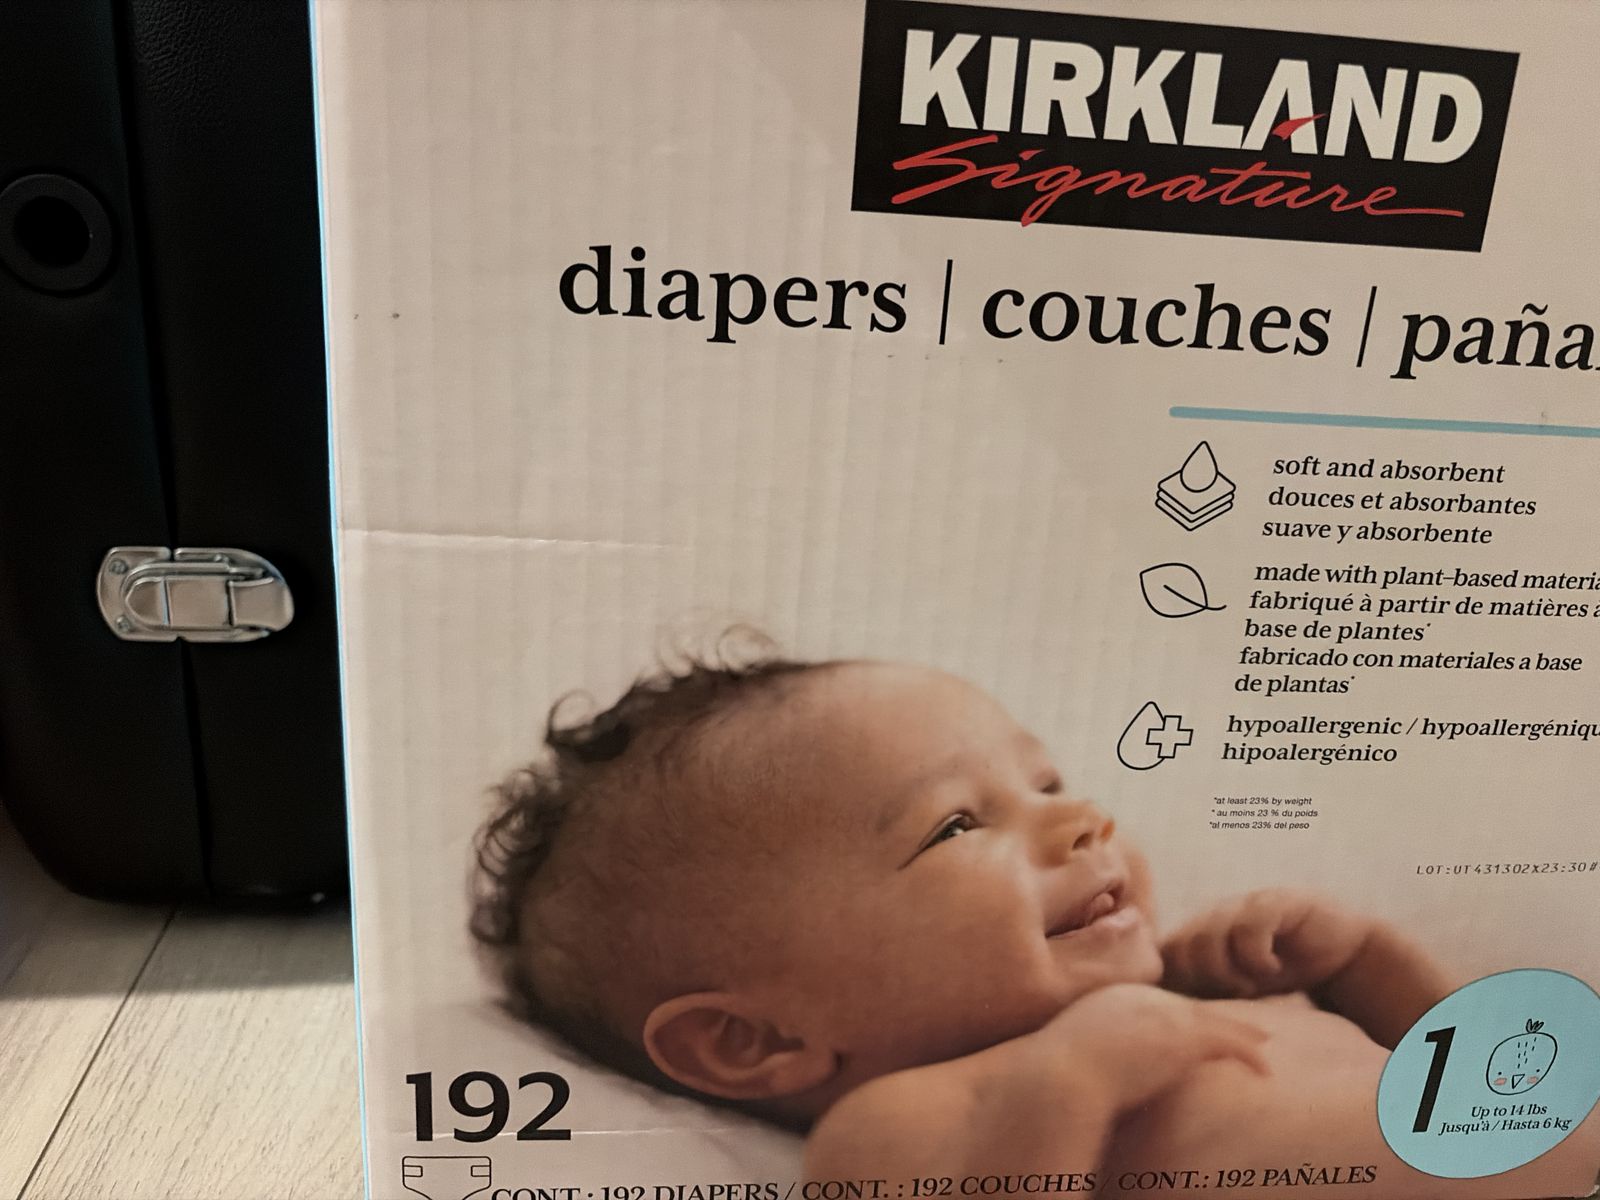 KIRKLAND
Signature
diapers | couches | paña
soft and absorbent
douces et absorbantes
suave y absorbente
made with plant-based materia
fabriqué à partir de matières à
base de plantes*
fabricado con materiales a base
de plantas*
hypoallergenic / hypoallergéniqu
hipoalergénico
*at least 23% by weight
* au moins 23 % du poids
*al menos 23% del peso
LOT:UT431302X23:30#
1
Up to 14 lbs
Jusqu'à / Hasta 6 kg
192
CONT.: 192 DIAPERS / CONT. : 192 COUCHES / CONT.: 192 PAÑALES